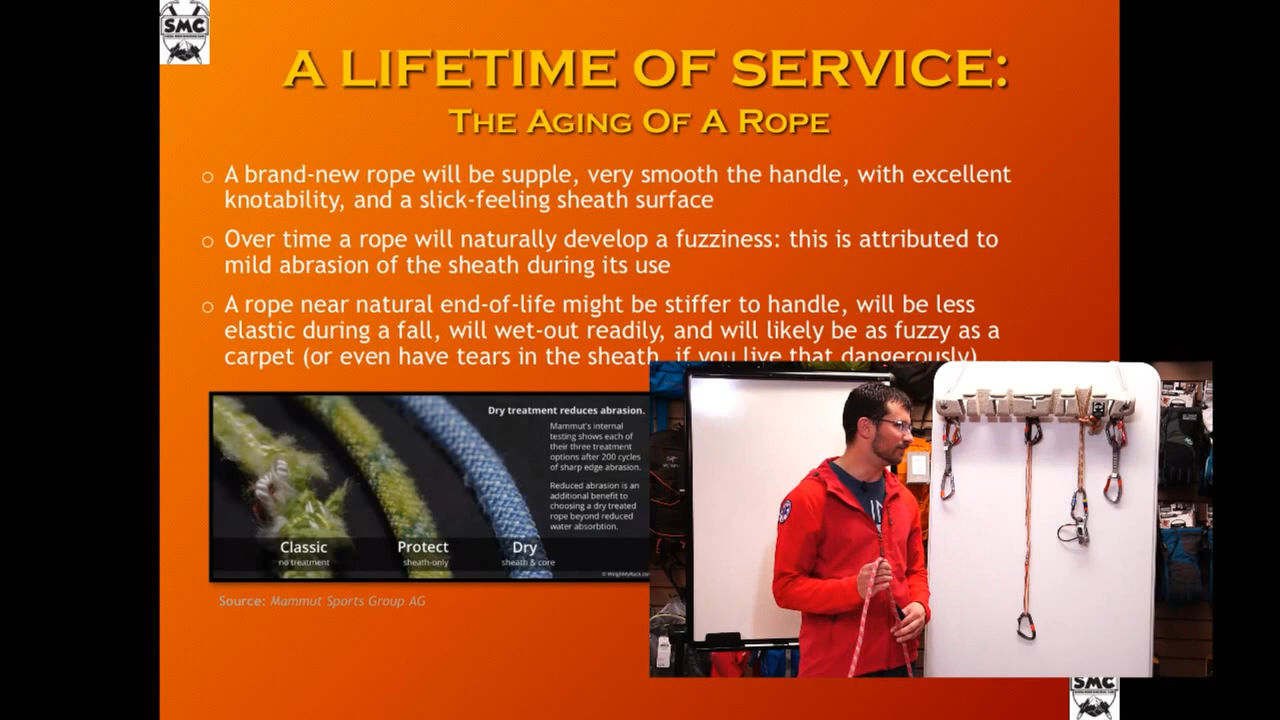 SMC
A LIFETIME OF SERVICE:
THE AGING OF A ROPE
A brand-new rope will be supple, very smooth the handle, with excellent
knotability, and a slick-feeling sheath surface
Over time a rope will naturally develop a fuzziness: this is attributed to
mild abrasion of the sheath during its use
A rope near natural end-of-life might be stiffer to handle, will be less
elastic during a fall, will wet-out readily, and will likely be as fuzzy as a
carpet (or even have tears in the sheath, if you live that dangerously)
Dry treatment reduces abrasion.
Mammut's internal
testing shows each of
their three treatment
options after 200 cycles
of sharp edge abrasion.
Reduced abrasion is an
additional benefit to
choosing a dry treated
rope beyond reduced
water absorbtion.
Classic
no treatment
Protect
sheath-only
Dry
sheath & core
Source: Mammut Sports Group AG
SMC